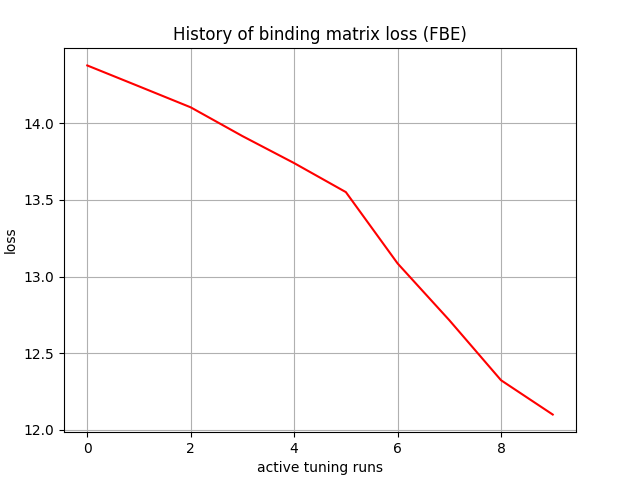 History of binding matrix loss (FBE)
14.0
13.5
13.0
12.5
12.0
loss
0 2 4 6 8
active tuning runs